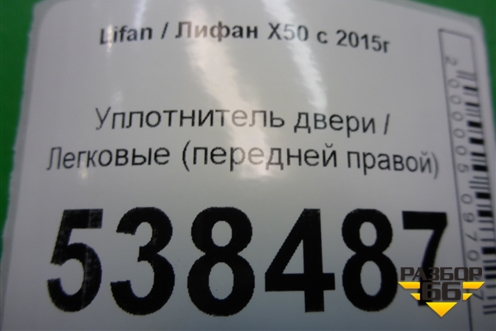 Lifan / Лифан X50 с 2015г
Уплотнитель двери /
Легковые (передней правой)
538487
РАЗБОР
66